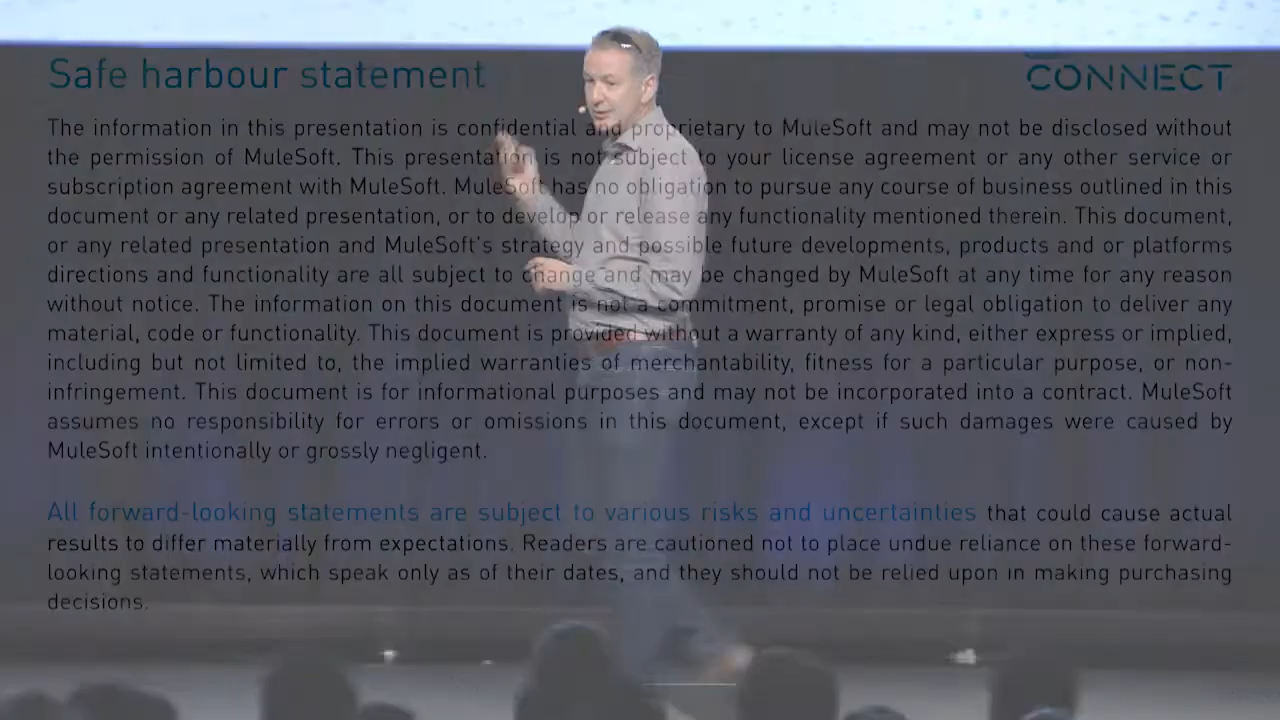 Safe harbour statement
CONNECT
The information in this presentation is confidential and proprietary to MuleSoft and may not be disclosed without
the permission of MuleSoft. This presentation is not subject to your license agreement or any other service or
subscription agreement with MuleSoft. MuleSoft has no obligation to pursue any course of business outlined in this
document or any related presentation, or to develop or release any functionality mentioned therein. This document,
or any related presentation and MuleSoft's strategy and possible future developments, products and or platforms
directions and functionality are all subject to change and may be changed by MuleSoft at any time for any reason
without notice. The information on this document is not a commitment, promise or legal obligation to deliver any
material, code or functionality. This document is provided without a warranty of any kind, either express or implied,
including but not limited to, the implied warranties of merchantability, fitness for a particular purpose, or non-
infringement. This document is for informational purposes and may not be incorporated into a contract. MuleSoft
assumes no responsibility for errors or omissions in this document, except if such damages were caused by
MuleSoft intentionally or grossly negligent.
All forward-looking statements are subject to various risks and uncertainties that could cause actual
results to differ materially from expectations. Readers are cautioned not to place undue reliance on these forward-
looking statements, which speak only as of their dates, and they should not be relied upon in making purchasing
decisions.